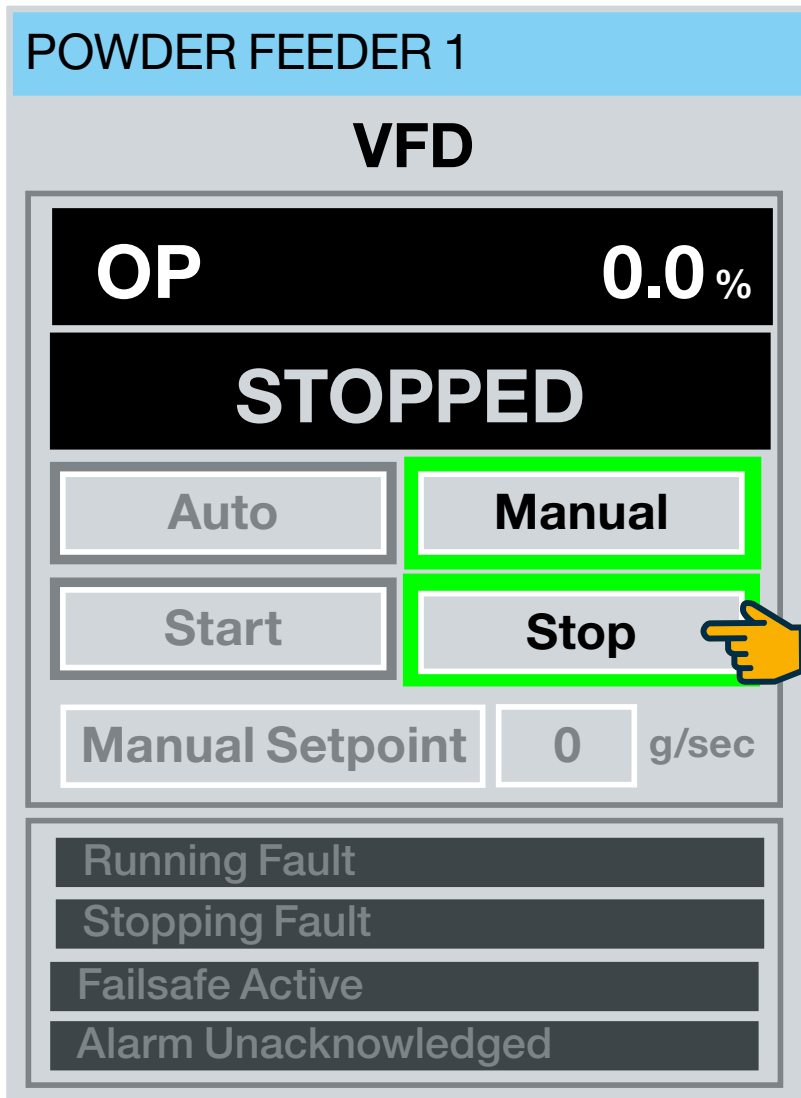 POWDER FEEDER 1
VFD
OP 0.0 %
STOPPED
Auto Manual
Start Stop
Manual Setpoint 0 g/sec
Running Fault
Stopping Fault
Failsafe Active
Alarm Unacknowledged